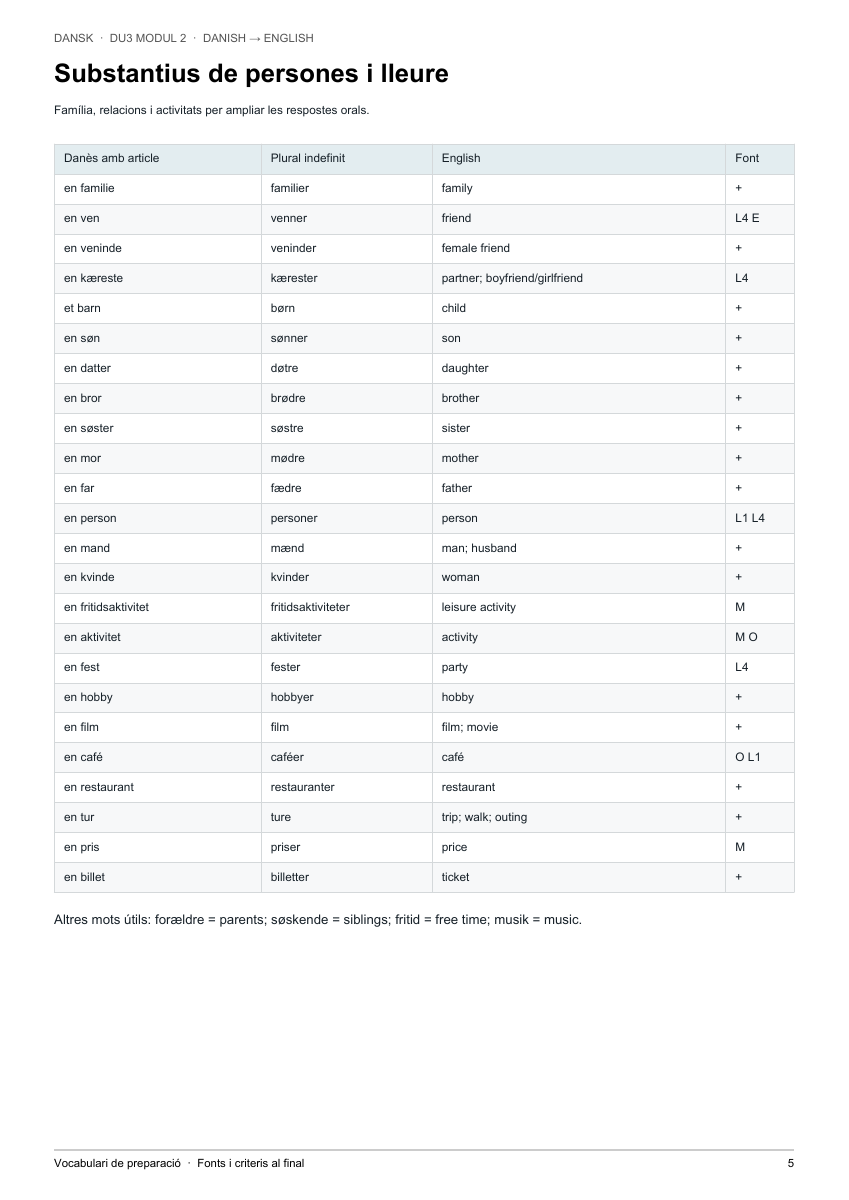 DANSK · DU3 MODUL 2 · DANISH → ENGLISH
Substantius de persones i lleure
Família, relacions i activitats per ampliar les respostes orals.
Danès amb article Plural indefinit English Font
en familie familier family +
en ven venner friend L4 E
en veninde veninder female friend +
en kæreste kærester partner; boyfriend/girlfriend L4
et barn børn child +
en søn sønner son +
en datter døtre daughter +
en bror brødre brother +
en søster søstre sister +
en mor mødre mother +
en far fædre father +
en person personer person L1 L4
en mand mænd man; husband +
en kvinde kvinder woman +
en fritidsaktivitet fritidsaktiviteter leisure activity M
en aktivitet aktiviteter activity M O
en fest fester party L4
en hobby hobbyer hobby +
en film film film; movie +
en café caféer café O L1
en restaurant restauranter restaurant +
en tur ture trip; walk; outing +
en pris priser price M
en billet billetter ticket +
Altres mots útils: forældre = parents; søskende = siblings; fritid = free time; musik = music.
Vocabulari de preparació · Fonts i criteris al final 5